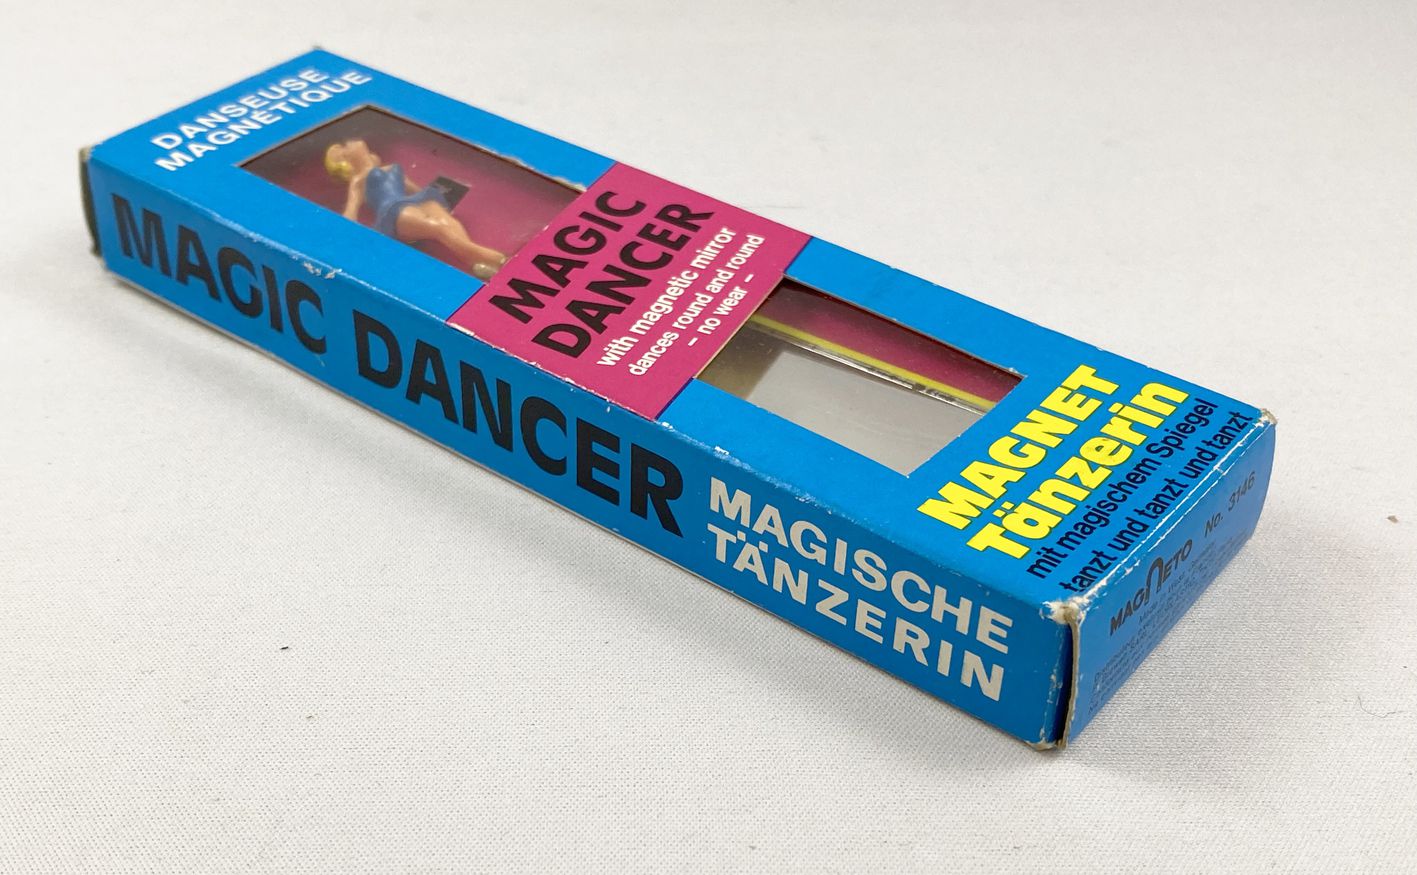 DANSEUSE
MAGNÉTIQUE
MAGIC
DANCER
with magnetic mirror
dances round and round
– no wear –
MAGNET
Tänzerin
mit magischem Spiegel
tanzt und tanzt und tanzt
MAGIC DANCER
MAGISCHE
TÄNZERIN
MAGNETO No. 3146